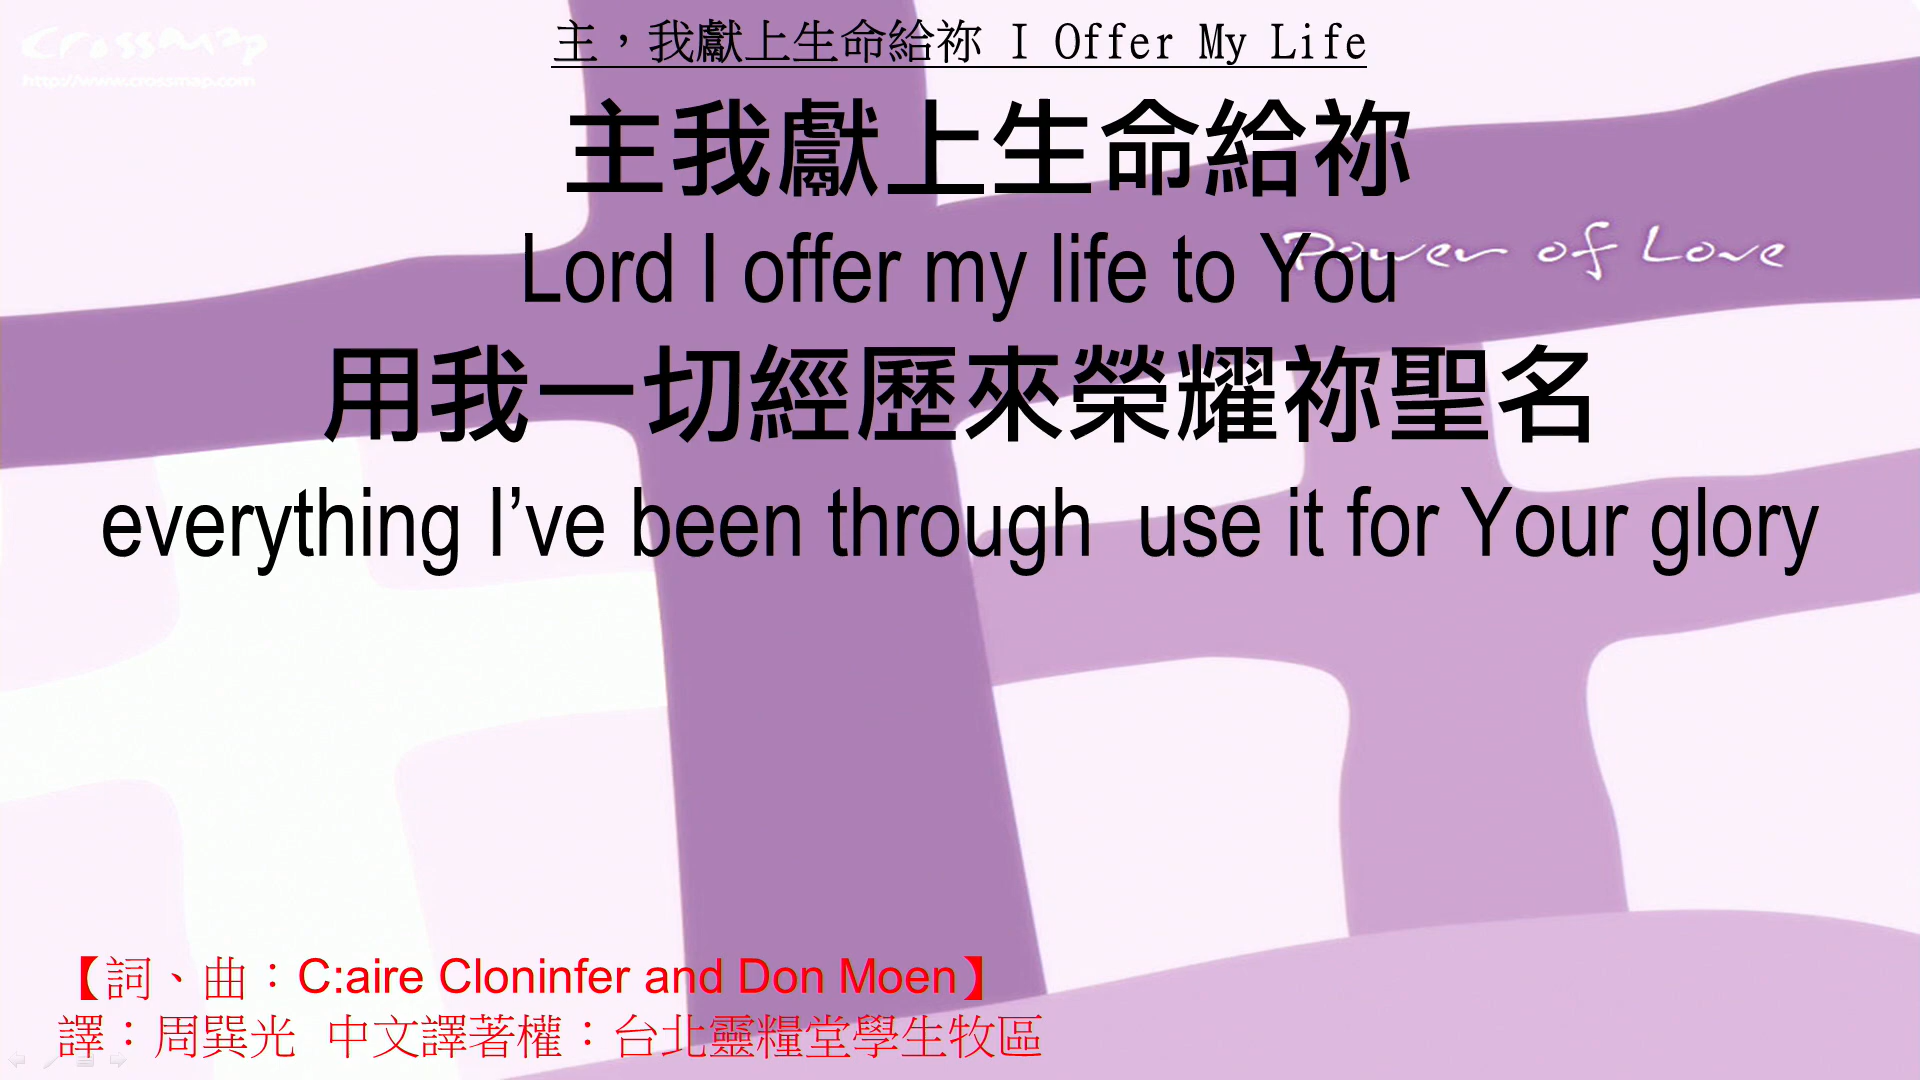 crossmap
http://www.crossmap.com
主，我獻上生命給祢 I Offer My Life
主我獻上生命給祢
Lord I offer my life to You
Power of Love
用我一切經歷來榮耀祢聖名
everything I’ve been through  use it for Your glory
【詞、曲：C:aire Cloninfer and Don Moen】
譯：周巽光  中文譯著權：台北靈糧堂學生牧區